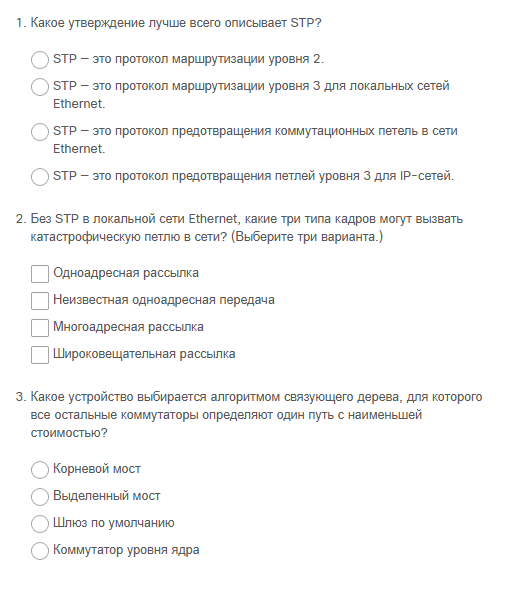 1. Какое утверждение лучше всего описывает STP?
STP – это протокол маршрутизации уровня 2.
STP – это протокол маршрутизации уровня 3 для локальных сетей
Ethernet.
STP – это протокол предотвращения коммутационных петель в сети
Ethernet.
STP – это протокол предотвращения петлей уровня 3 для IP-сетей.
2. Без STP в локальной сети Ethernet, какие три типа кадров могут вызвать
катастрофическую петлю в сети? (Выберите три варианта.)
Одноадресная рассылка
Неизвестная одноадресная передача
Многоадресная рассылка
Широковещательная рассылка
3. Какое устройство выбирается алгоритмом связующего дерева, для которого
все остальные коммутаторы определяют один путь с наименьшей
стоимостью?
Корневой мост
Выделенный мост
Шлюз по умолчанию
Коммутатор уровня ядра